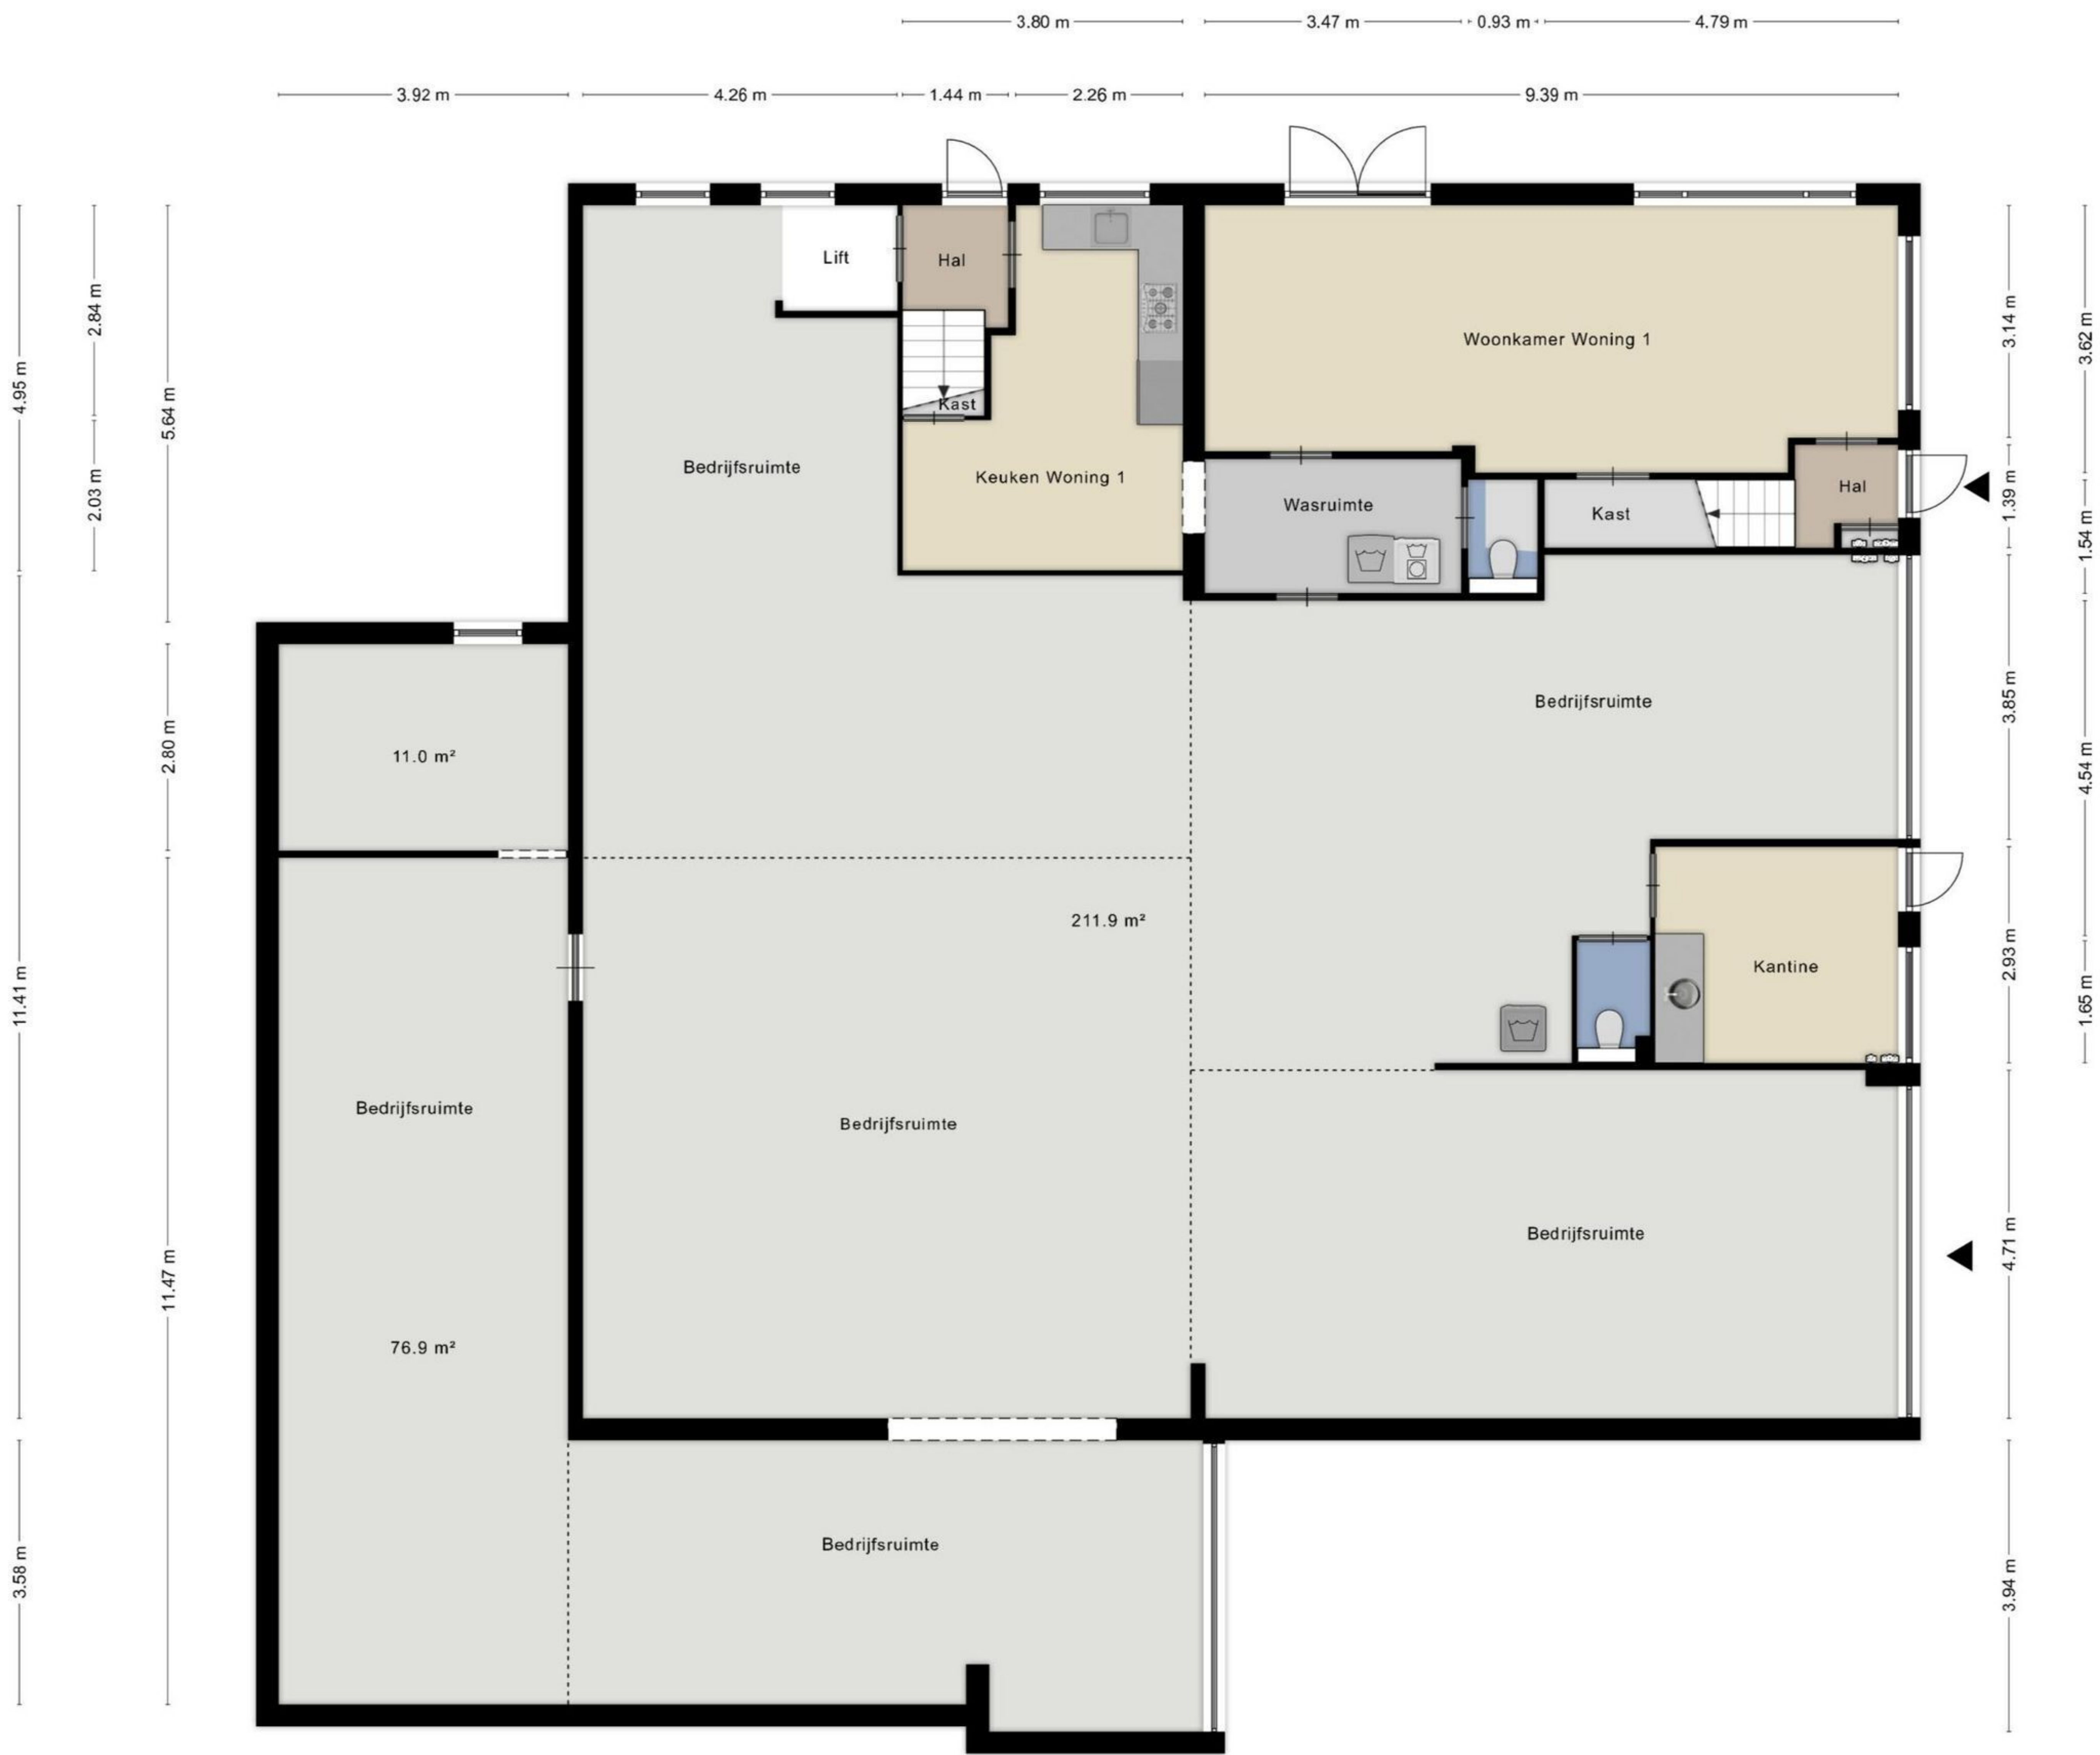 3.80 m
3.47 m
0.93 m
4.79 m
3.92 m
4.26 m
1.44 m
2.26 m
9.39 m
4.95 m
2.84 m
2.03 m
5.64 m
2.80 m
11.41 m
11.47 m
3.58 m
Lift
Hal
Kast
Keuken Woning 1
Woonkamer Woning 1
Bedrijfsruimte
Wasruimte
Kast
Hal
Bedrijfsruimte
11.0 m²
211.9 m²
Kantine
Bedrijfsruimte
Bedrijfsruimte
Bedrijfsruimte
76.9 m²
Bedrijfsruimte
3.14 m
3.62 m
1.39 m
1.54 m
3.85 m
4.54 m
2.93 m
1.65 m
4.71 m
3.94 m